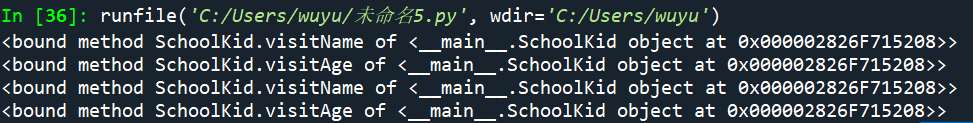 In [36]: runfile('C:/Users/wuyu/未命名5.py', wdir='C:/Users/wuyu')
<bound method SchoolKid.visitName of <__main__.SchoolKid object at 0x000002826F715208>>
<bound method SchoolKid.visitAge of <__main__.SchoolKid object at 0x000002826F715208>>
<bound method SchoolKid.visitName of <__main__.SchoolKid object at 0x000002826F715208>>
<bound method SchoolKid.visitAge of <__main__.SchoolKid object at 0x000002826F715208>>